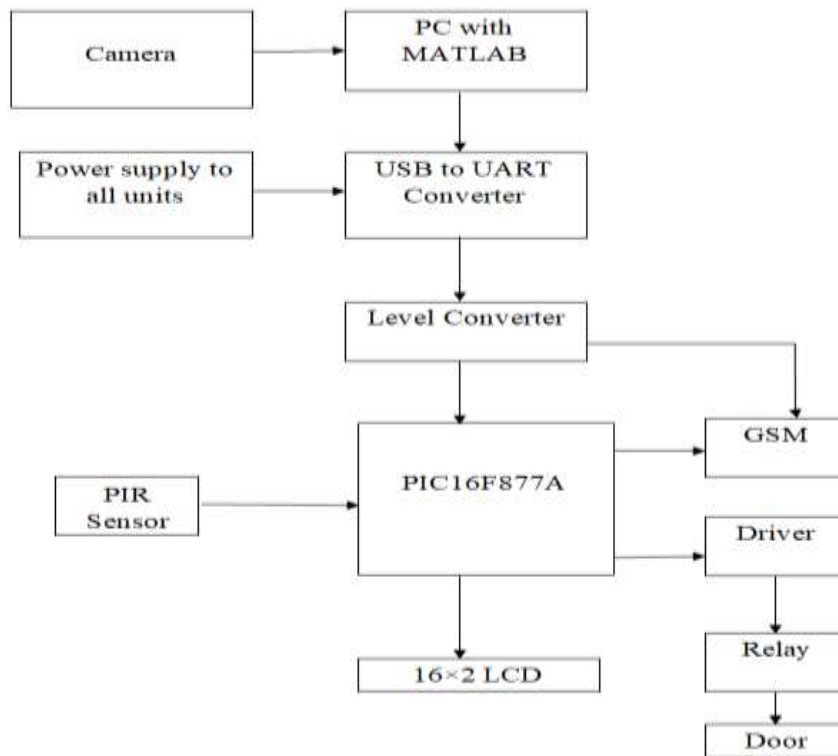 Camera
PC with
MATLAB
Power supply to
all units
USB to UART
Converter
Level Converter
GSM
PIC16F877A
PIR
Sensor
Driver
Relay
16×2 LCD
Door